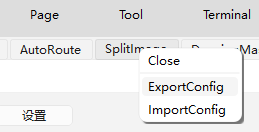 Page Tool Terminal
AutoRoute SplitImage
Close
ExportConfig
ImportConfig
设置